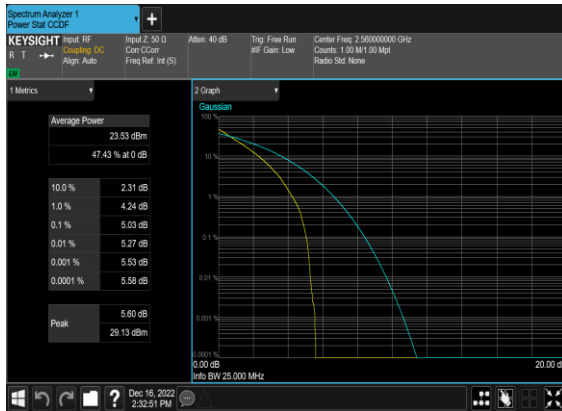 Spectrum Analyzer 1
Power Stat CCDF
KEYSIGHT
R T
Input: RF
Coupling: DC
Align: Auto
Input Z: 50 Ω
Corr CCorr
Freq Ref: Int (S)
Atten: 40 dB
Trig: Free Run
#IF Gain: Low
Center Freq: 2.560000000 GHz
Counts: 1.00 M/1.00 Mpt
Radio Std: None
1 Metrics
Average Power
23.53 dBm
47.43 % at 0 dB
10.0 % 2.31 dB
1.0 % 4.24 dB
0.1 % 5.03 dB
0.01 % 5.27 dB
0.001 % 5.53 dB
0.0001 % 5.58 dB
Peak
5.60 dB
29.13 dBm
2 Graph
Gaussian
100 %
10 %
1 %
0.1 %
0.01 %
0.001 %
0.0001 %
0.00 dB
20.00 d
Info BW 25.000 MHz
?
Dec 16, 2022
2:32:51 PM